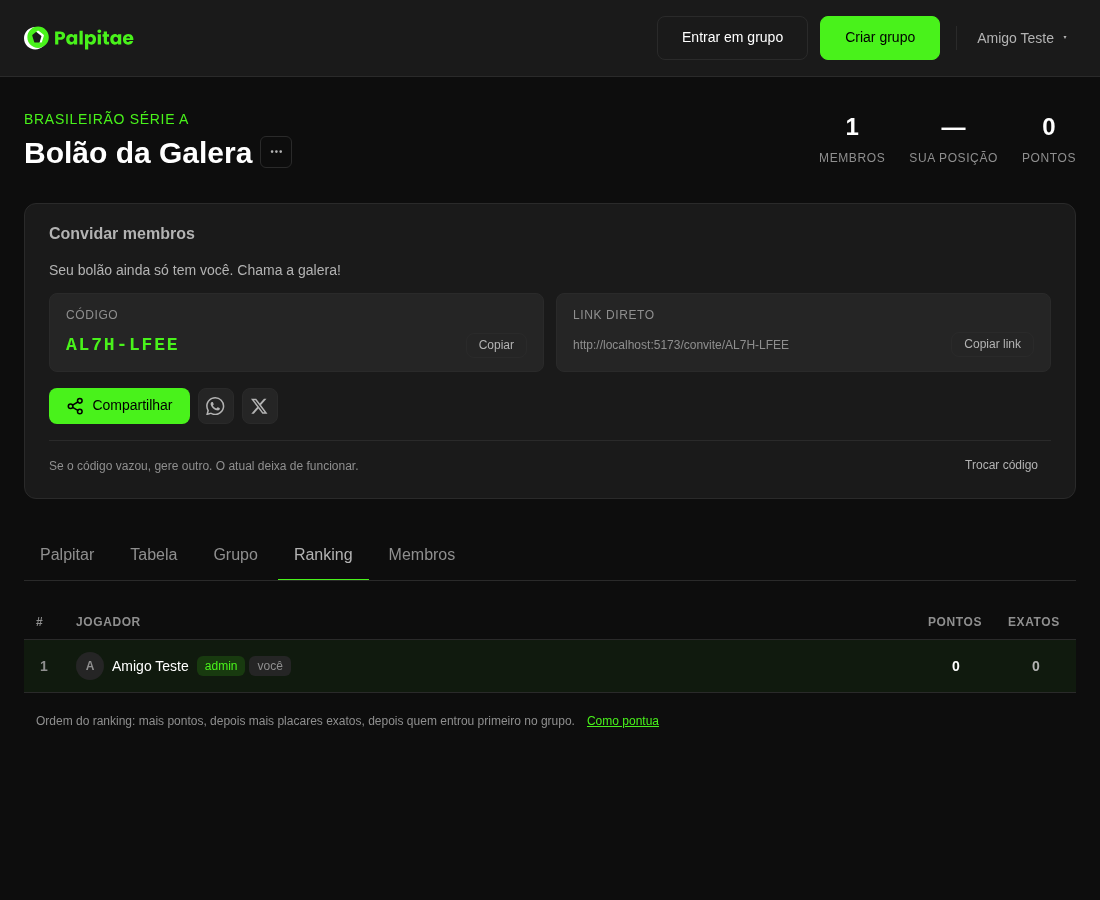 Palpitae
Entrar em grupo
Criar grupo
Amigo Teste
BRASILEIRÃO SÉRIE A
Bolão da Galera
1
MEMBROS
—
SUA POSIÇÃO
0
PONTOS
Convidar membros
Seu bolão ainda só tem você. Chama a galera!
CÓDIGO
AL7H-LFEE
Copiar
LINK DIRETO
http://localhost:5173/convite/AL7H-LFEE
Copiar link
Compartilhar
Se o código vazou, gere outro. O atual deixa de funcionar.
Trocar código
Palpitar Tabela Grupo Ranking Membros
# JOGADOR PONTOS EXATOS
1 A Amigo Teste admin você 0 0
Ordem do ranking: mais pontos, depois mais placares exatos, depois quem entrou primeiro no grupo. Como pontua